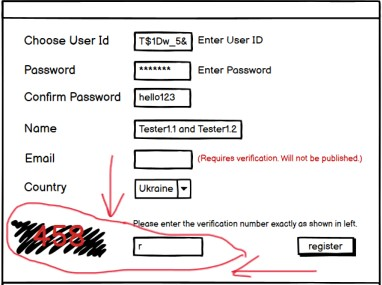 Choose User Id T$1Dw_5& Enter User ID
Password ******* Enter Password
Confirm Password hello123
Name Tester1.1 and Tester1.2
Email (Requires verification. Will not be published.)
Country Ukraine
Please enter the verification number exactly as shown in left.
458 r register